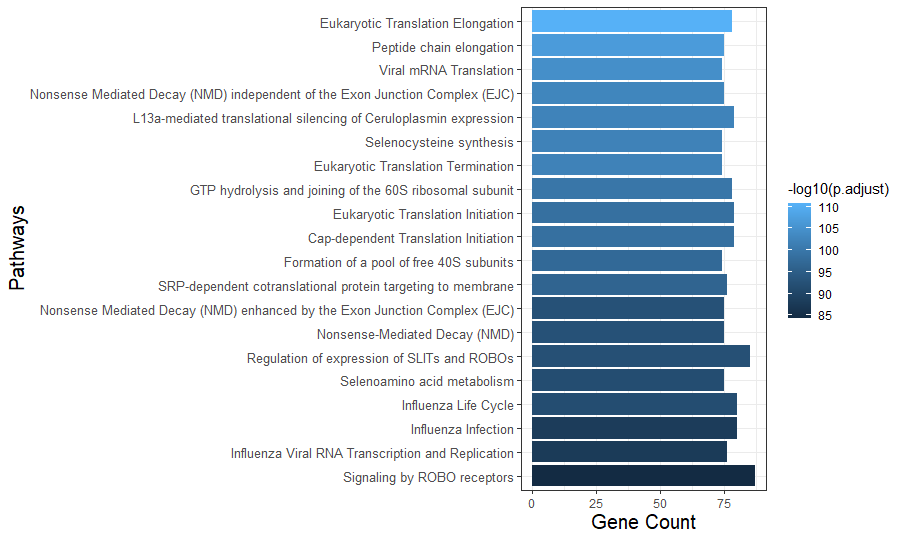 Eukaryotic Translation Elongation
Peptide chain elongation
Viral mRNA Translation
Nonsense Mediated Decay (NMD) independent of the Exon Junction Complex (EJC)
L13a-mediated translational silencing of Ceruloplasmin expression
Selenocysteine synthesis
Eukaryotic Translation Termination
GTP hydrolysis and joining of the 60S ribosomal subunit
Eukaryotic Translation Initiation
Cap-dependent Translation Initiation
Formation of a pool of free 40S subunits
SRP-dependent cotranslational protein targeting to membrane
Nonsense Mediated Decay (NMD) enhanced by the Exon Junction Complex (EJC)
Nonsense-Mediated Decay (NMD)
Regulation of expression of SLITs and ROBOs
Selenoamino acid metabolism
Influenza Life Cycle
Influenza Infection
Influenza Viral RNA Transcription and Replication
Signaling by ROBO receptors
Pathways
0 25 50 75
Gene Count
-log10(p.adjust)
110
105
100
95
90
85